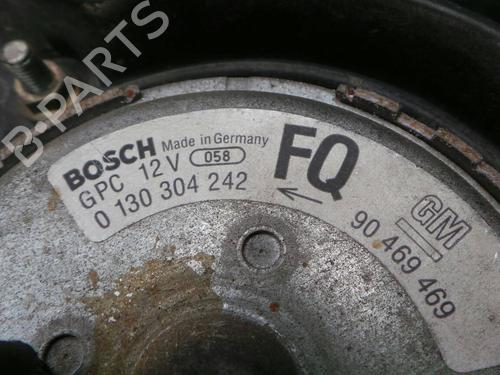 BOSCH Made in Germany
GPC 12 V 058
0 130 304 242
FQ
GM
90 469 469
B-PARTS